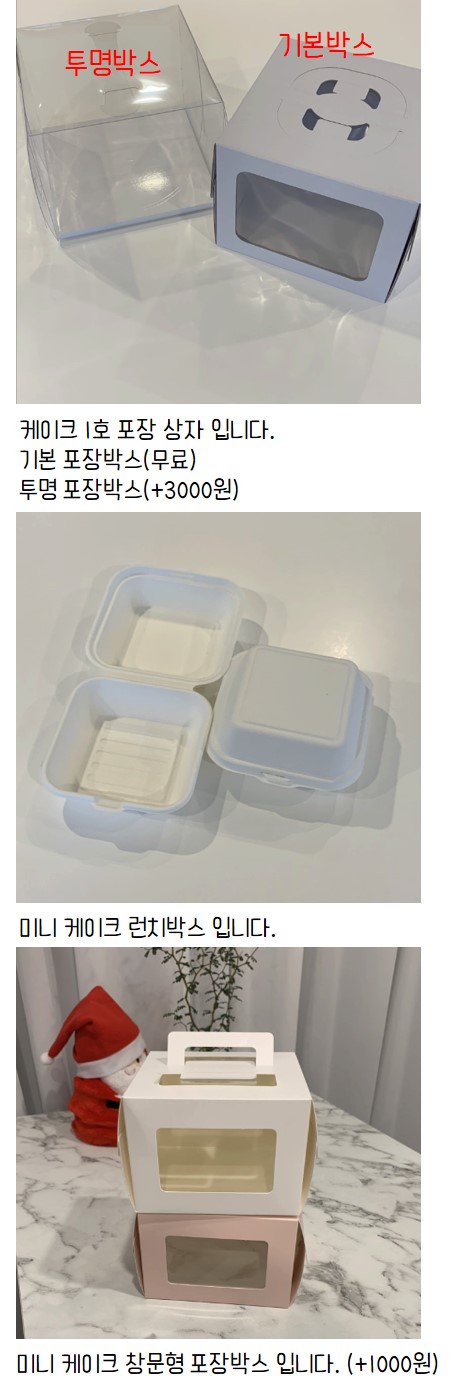 투명박스
기본박스
케이크 1호 포장 상자 입니다.
기본 포장박스(무료)
투명 포장박스(+3000원)
미니 케이크 런치박스 입니다.
미니 케이크 창문형 포장박스 입니다. (+1000원)